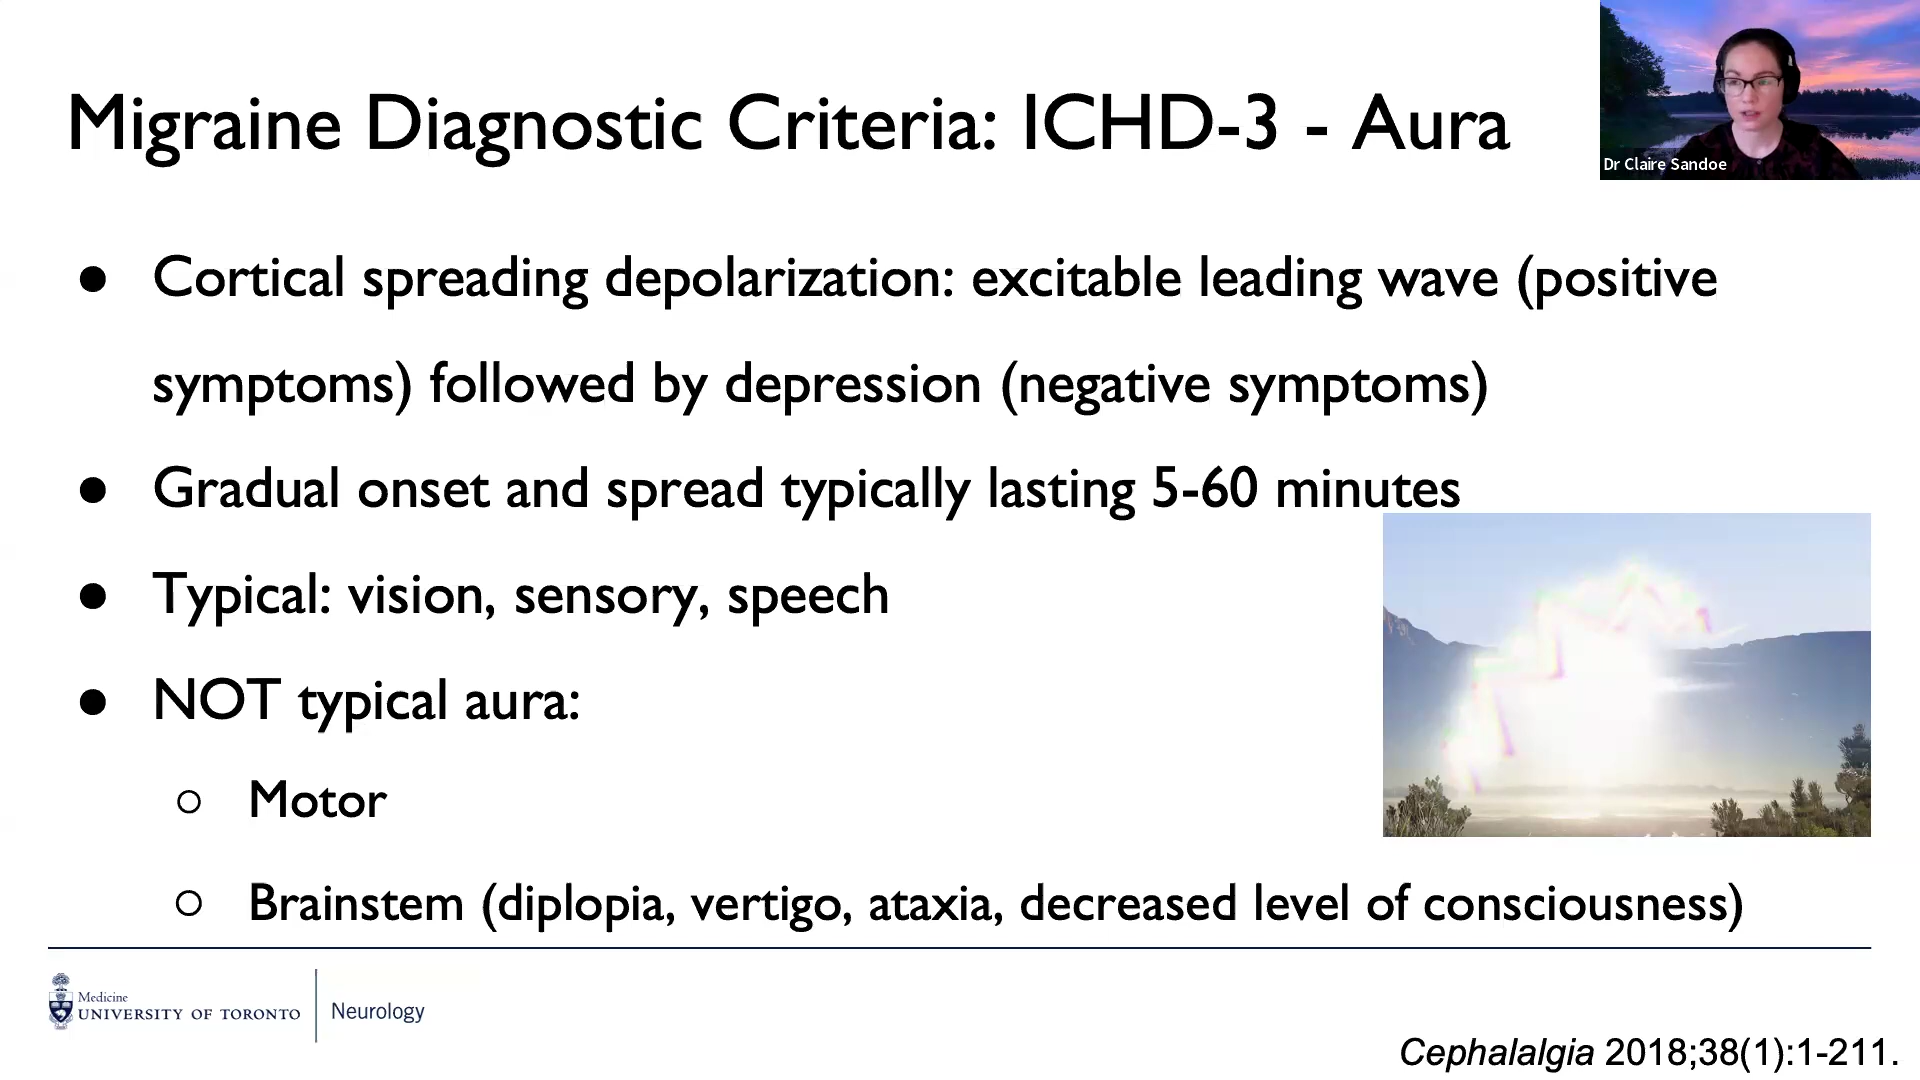 Migraine Diagnostic Criteria: ICHD-3 - Aura
Dr Claire Sandoe
● Cortical spreading depolarization: excitable leading wave (positive
symptoms) followed by depression (negative symptoms)
● Gradual onset and spread typically lasting 5-60 minutes
● Typical: vision, sensory, speech
● NOT typical aura:
○ Motor
○ Brainstem (diplopia, vertigo, ataxia, decreased level of consciousness)
Medicine
UNIVERSITY OF TORONTO
Neurology
Cephalalgia 2018;38(1):1-211.